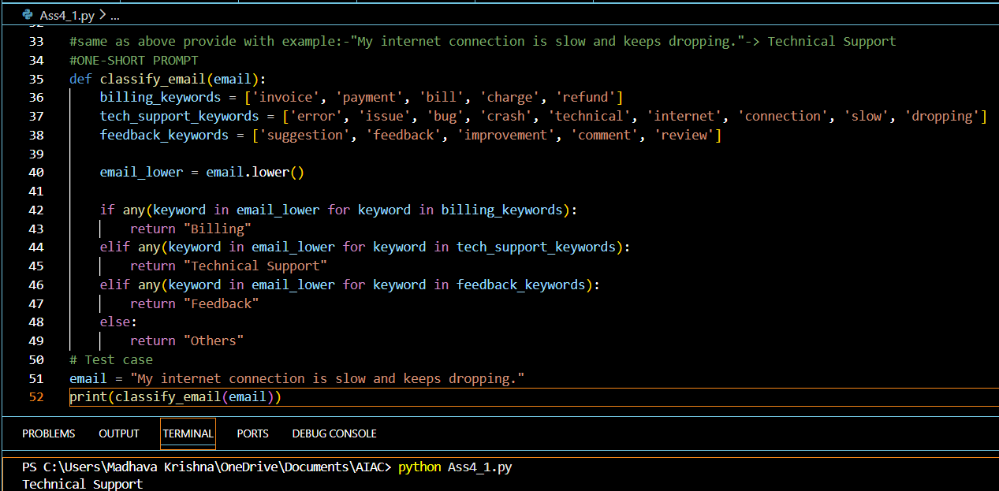 Ass4_1.py > ...
33 #same as above provide with example:-"My internet connection is slow and keeps dropping."-> Technical Support
34 #ONE-SHORT PROMPT
35 def classify_email(email):
36     billing_keywords = ['invoice', 'payment', 'bill', 'charge', 'refund']
37     tech_support_keywords = ['error', 'issue', 'bug', 'crash', 'technical', 'internet', 'connection', 'slow', 'dropping']
38     feedback_keywords = ['suggestion', 'feedback', 'improvement', 'comment', 'review']
39
40     email_lower = email.lower()
41
42     if any(keyword in email_lower for keyword in billing_keywords):
43         return "Billing"
44     elif any(keyword in email_lower for keyword in tech_support_keywords):
45         return "Technical Support"
46     elif any(keyword in email_lower for keyword in feedback_keywords):
47         return "Feedback"
48     else:
49         return "Others"
50 # Test case
51 email = "My internet connection is slow and keeps dropping."
52 print(classify_email(email))
PROBLEMS OUTPUT TERMINAL PORTS DEBUG CONSOLE
PS C:\Users\Madhava Krishna\OneDrive\Documents\AIAC> python Ass4_1.py
Technical Support